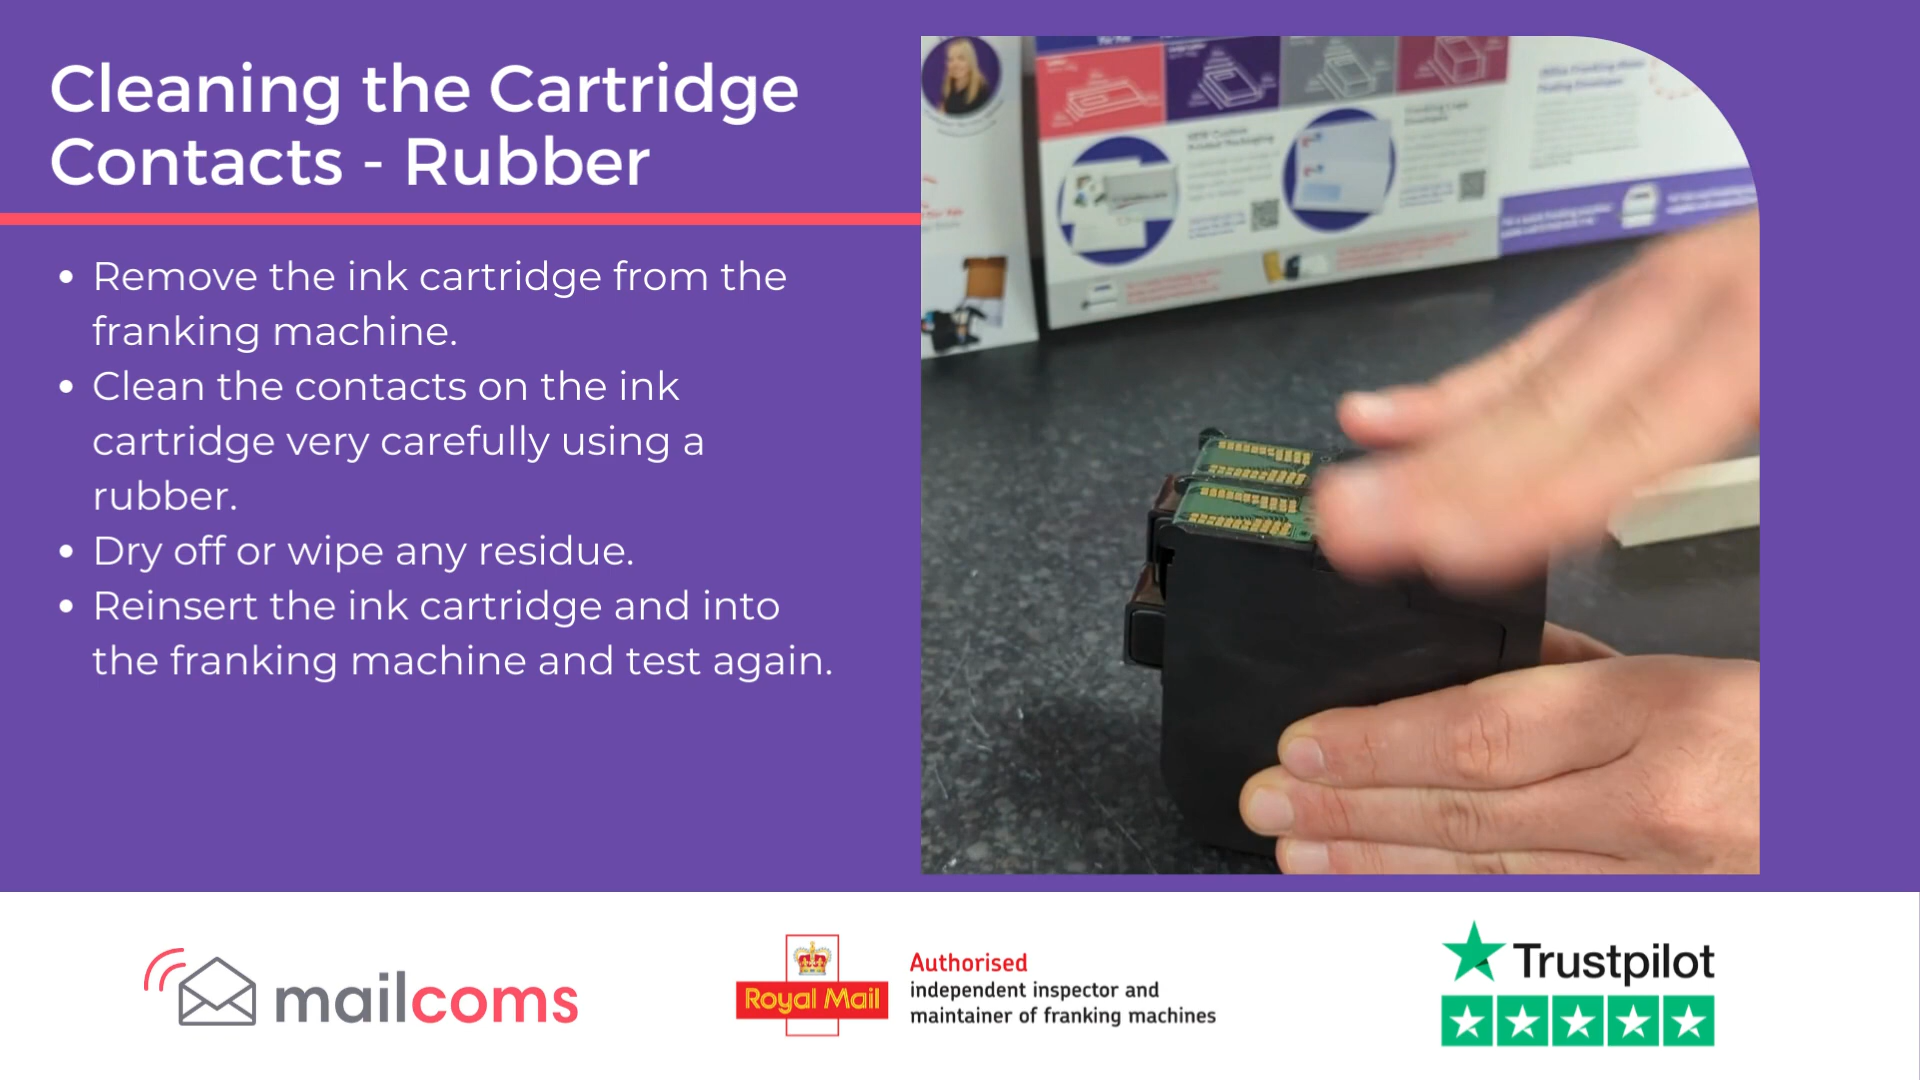 Cleaning the Cartridge
Contacts - Rubber
• Remove the ink cartridge from the
franking machine.
• Clean the contacts on the ink
cartridge very carefully using a
rubber.
• Dry off or wipe any residue.
• Reinsert the ink cartridge and into
the franking machine and test again.
mailcoms
Royal Mail
Authorised
independent inspector and
maintainer of franking machines
Trustpilot